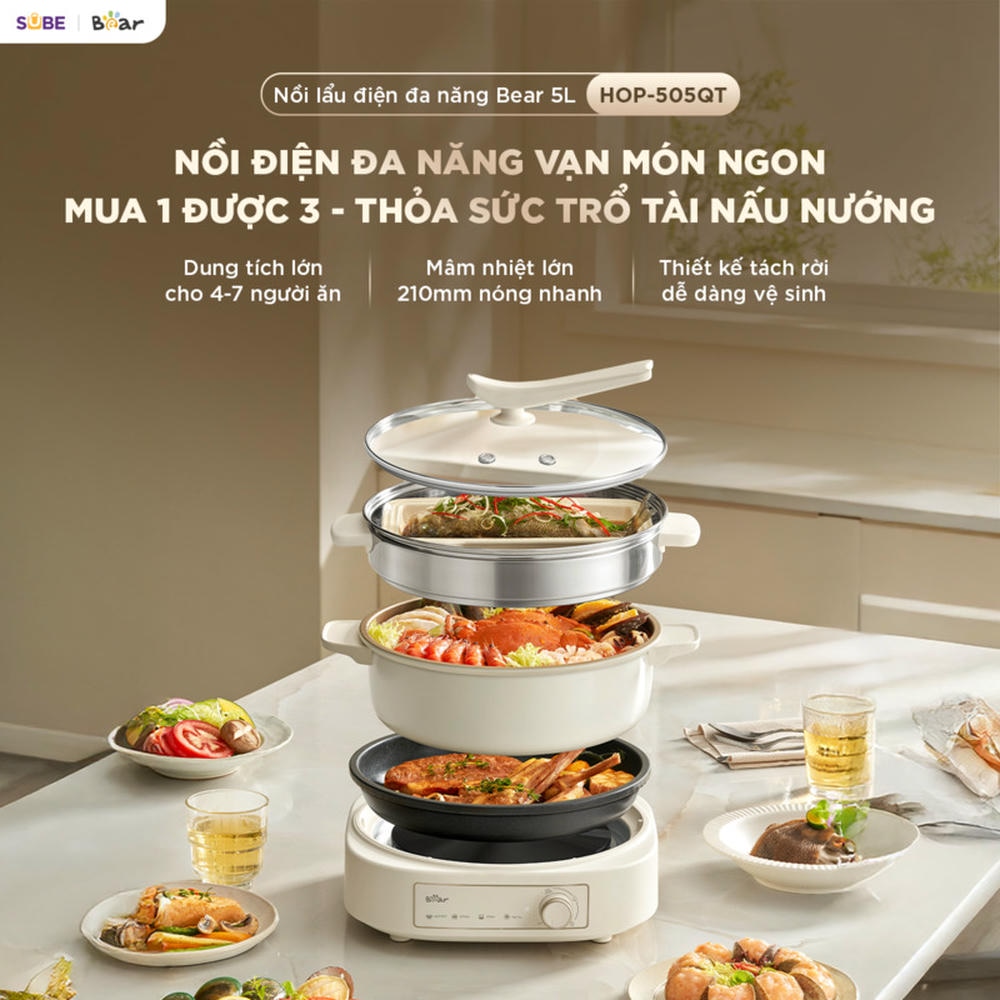 SUBE | Bear
Nồi lẩu điện đa năng Bear 5L HOP-505QT
NỒI ĐIỆN ĐA NĂNG VẠN MÓN NGON
MUA 1 ĐƯỢC 3 - THỎA SỨC TRỔ TÀI NẤU NƯỚNG
Dung tích lớn
cho 4-7 người ăn
Mâm nhiệt lớn
210mm nóng nhanh
Thiết kế tách rời
dễ dàng vệ sinh
Bear